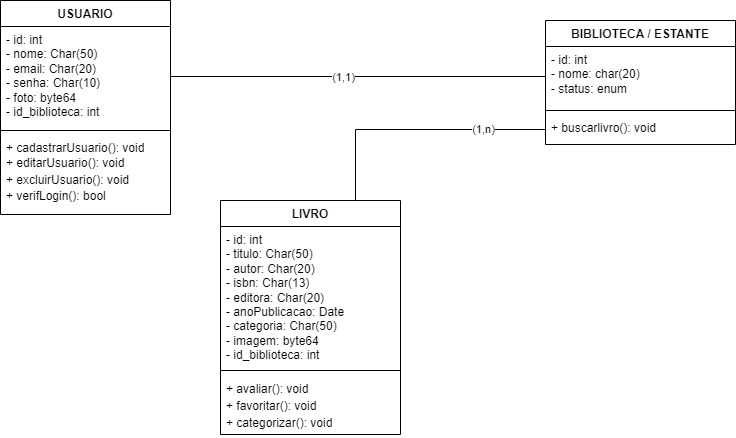 USUARIO
- id: int
- nome: Char(50)
- email: Char(20)
- senha: Char(10)
- foto: byte64
- id_biblioteca: int
+ cadastrarUsuario(): void
+ editarUsuario(): void
+ excluirUsuario(): void
+ verifLogin(): bool
(1,1)
BIBLIOTECA / ESTANTE
- id: int
- nome: char(20)
- status: enum
+ buscarlivro(): void
(1,n)
LIVRO
- id: int
- titulo: Char(50)
- autor: Char(20)
- isbn: Char(13)
- editora: Char(20)
- anoPublicacao: Date
- categoria: Char(50)
- imagem: byte64
- id_biblioteca: int
+ avaliar(): void
+ favoritar(): void
+ categorizar(): void